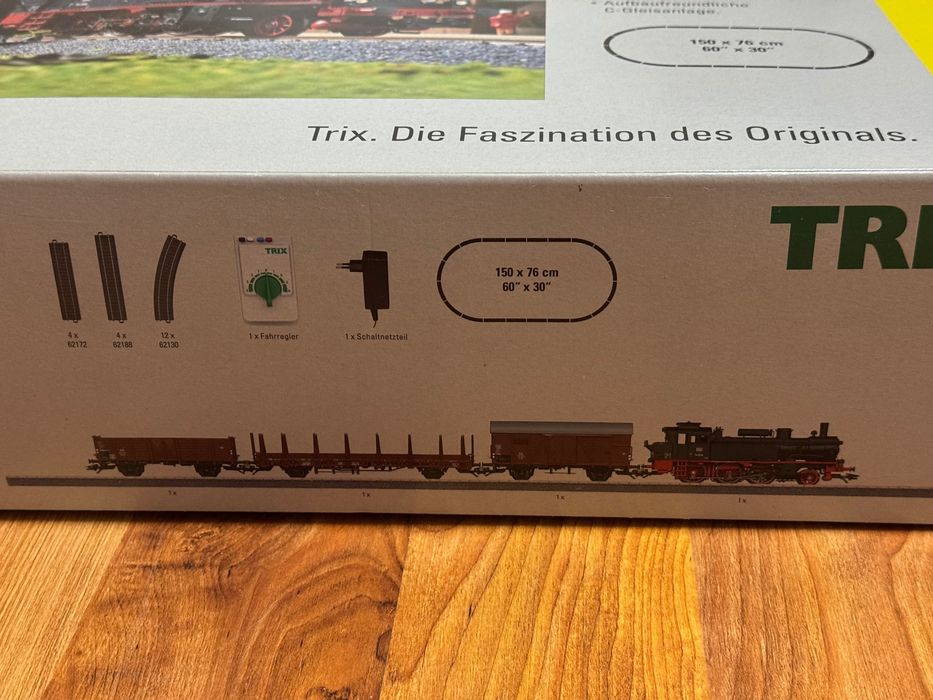 • Aufbaufreundliche
C-Gleisanlage.
150 x 76 cm
60" x 30"
Trix. Die Faszination des Originals.
TRI
TRIX
150 x 76 cm
60" x 30"
4 x
62172
4 x
62188
12 x
62130
1 x Fahrregler
1 x Schaltnetzteil
1x
1x
1x
1x